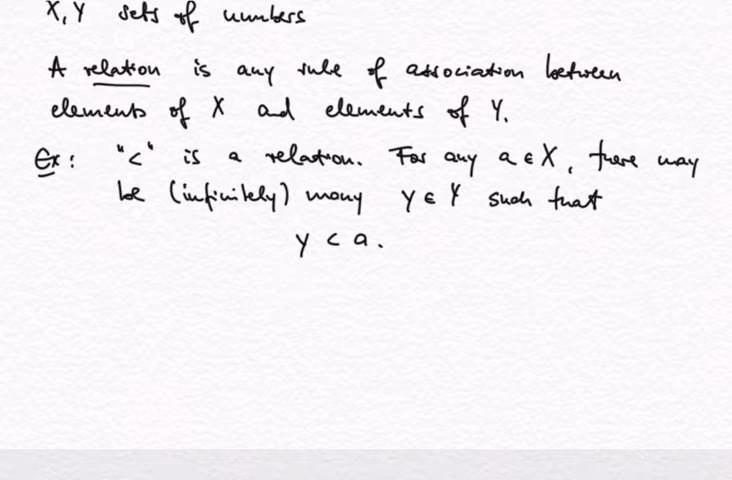 X, Y sets of numbers
A relation is any rule of association between
elements of X and elements of Y.
Ex: "<" is a relation. For any a ∈ X, there may
be (infinitely) many y ∈ Y such that
y < a.